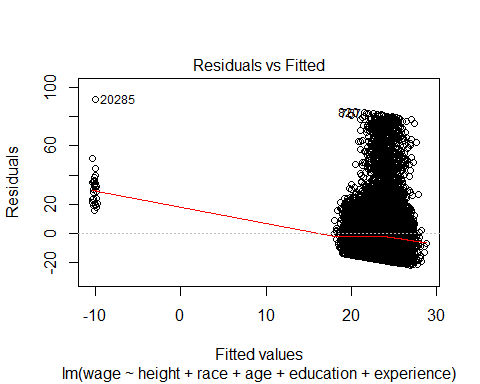 Residuals vs Fitted
Residuals
100
60
20
0
-20
20285
-10
0
10
20
30
Fitted values
lm(wage ~ height + race + age + education + experience)